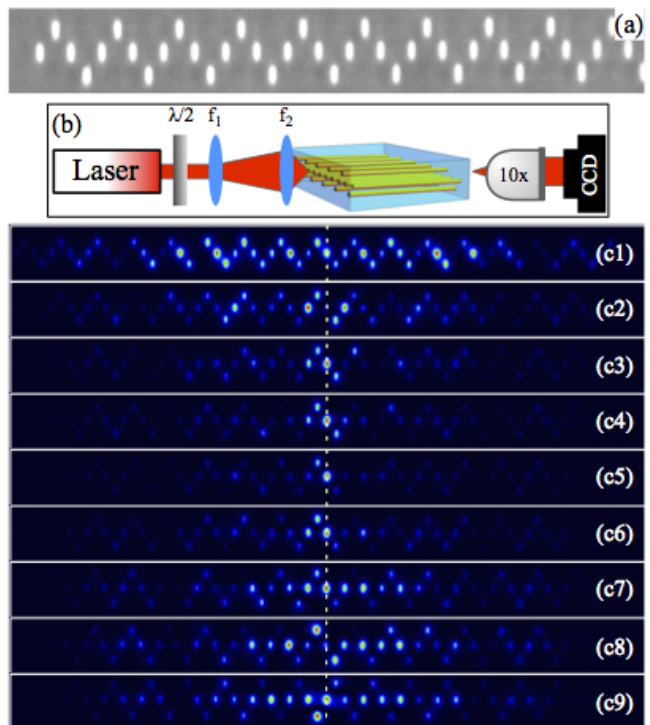 (a)
(b)
λ/2 f1 f2
Laser
10x
CCD
(c1)
(c2)
(c3)
(c4)
(c5)
(c6)
(c7)
(c8)
(c9)